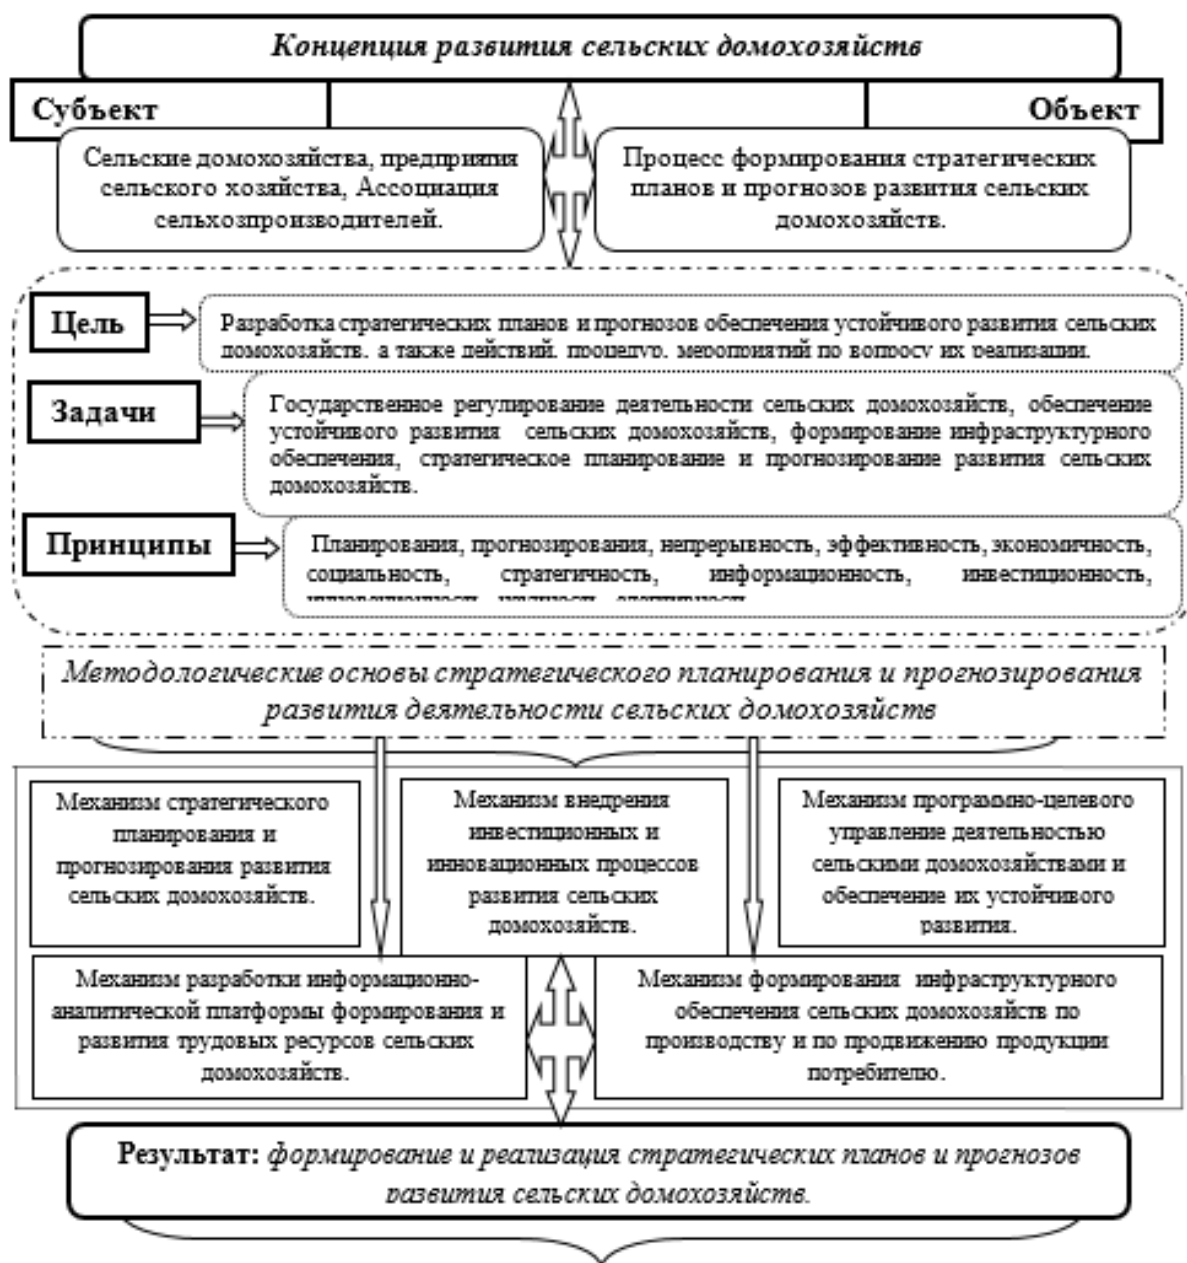 Концепция развития сельских домохозяйств
Субъект
Объект
Сельские домохозяйства, предприятия
сельского хозяйства, Ассоциация
сельхозпроизводителей.
Процесс формирования стратегических
планов и прогнозов развития сельских
домохозяйств.
Цель
Разработка стратегических планов и прогнозов обеспечения устойчивого развития сельских
домохозяйств, а также действий, процедур, мероприятий по вопросу их реализации.
Задачи
Государственное регулирование деятельности сельских домохозяйств, обеспечение
устойчивого развития сельских домохозяйств, формирование инфраструктурного
обеспечения, стратегическое планирование и прогнозирование развития сельских
домохозяйств.
Принципы
Планирования, прогнозирования, непрерывность, эффективность, экономичность,
социальность, стратегичность, информационность, инвестиционность,
Методологические основы стратегического планирования и прогнозирования
развития деятельности сельских домохозяйств
Механизм стратегического
планирования и
прогнозирования развития
сельских домохозяйств.
Механизм внедрения
инвестиционных и
инновационных процессов
развития сельских
домохозяйств.
Механизм программно-целевого
управление деятельностью
сельскими домохозяйствами и
обеспечение их устойчивого
развития.
Механизм разработки информационно-
аналитической платформы формирования и
развития трудовых ресурсов сельских
домохозяйств.
Механизм формирования инфраструктурного
обеспечения сельских домохозяйств по
производству и по продвижению продукции
потребителю.
Результат: формирование и реализация стратегических планов и прогнозов
развития сельских домохозяйств.